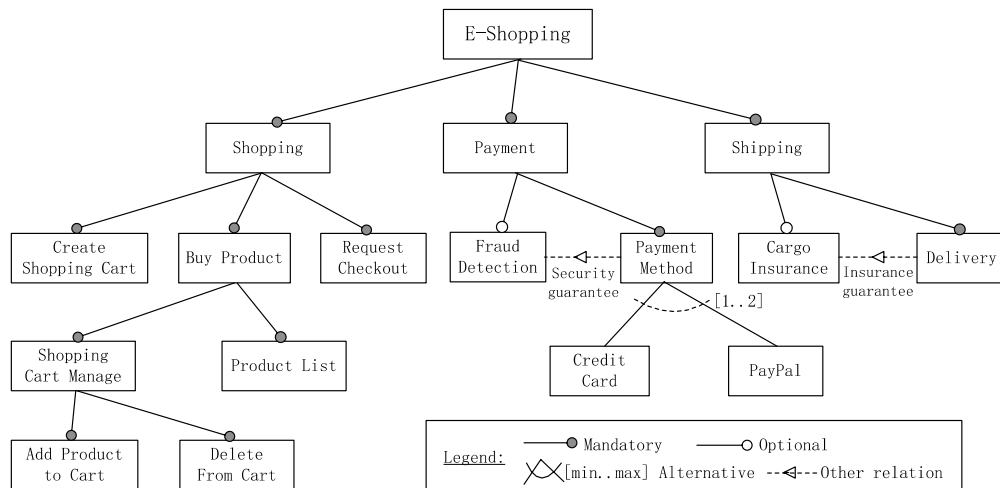 E-Shopping
Shopping
Payment
Shipping
Create
Shopping Cart
Buy Product
Request
Checkout
Fraud
Detection
Security
guarantee
Payment
Method
Cargo
Insurance
Insurance
guarantee
Delivery
[1..2]
Shopping
Cart Manage
Product List
Credit
Card
PayPal
Add Product
to Cart
Delete
From Cart
Legend:
Mandatory
Optional
[min..max] Alternative
Other relation